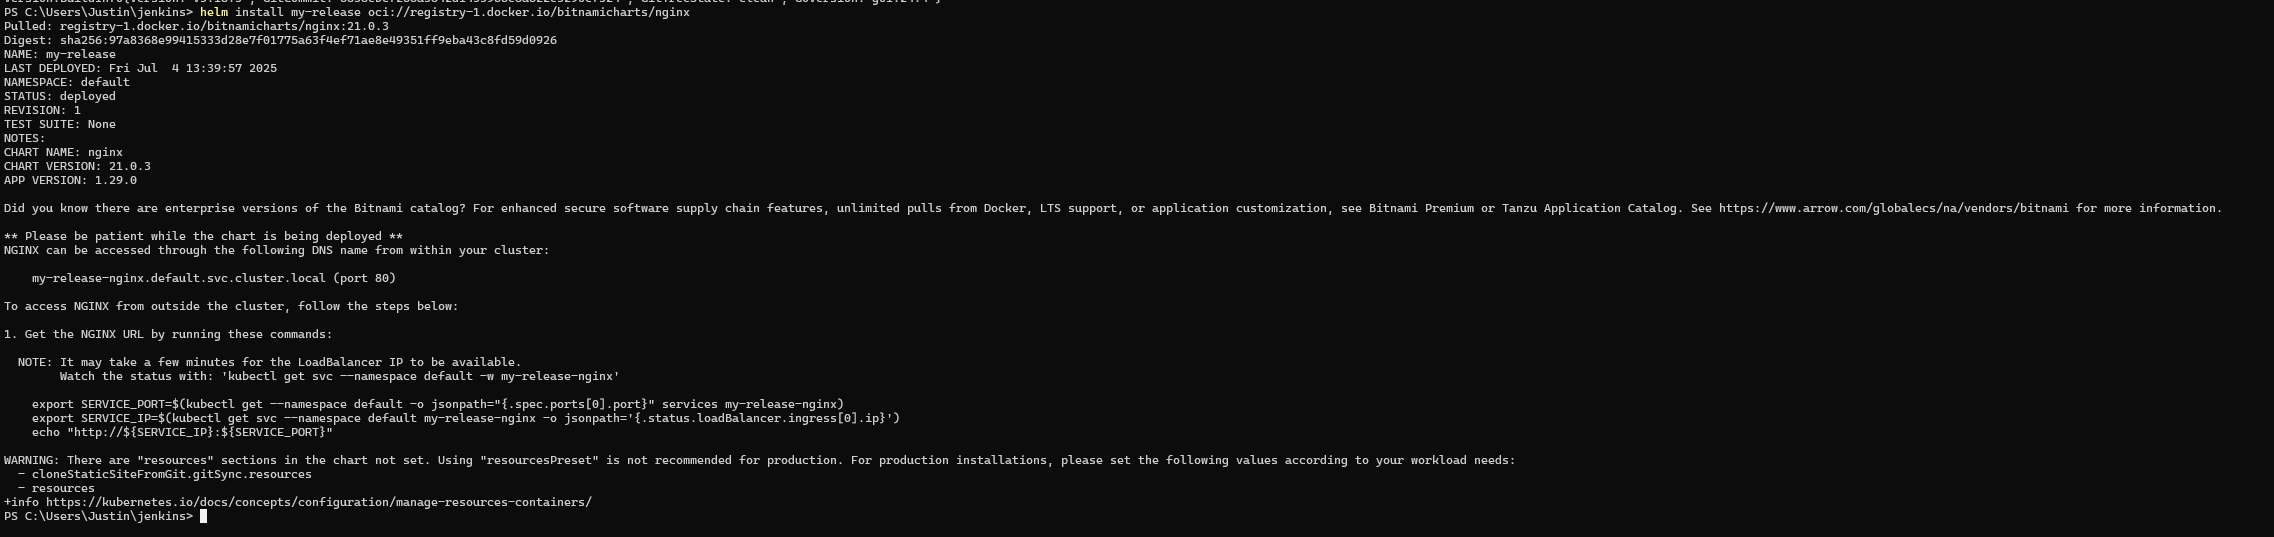 PS C:\Users\Justin\jenkins> helm install my-release oci://registry-1.docker.io/bitnamicharts/nginx
Pulled: registry-1.docker.io/bitnamicharts/nginx:21.0.3
Digest: sha256:97a8368e99415333d28e7f01775a63f4ef71ae8e49351ff9eba43c8fd59d0926
NAME: my-release
LAST DEPLOYED: Fri Jul  4 13:39:57 2025
NAMESPACE: default
STATUS: deployed
REVISION: 1
TEST SUITE: None
NOTES:
CHART NAME: nginx
CHART VERSION: 21.0.3
APP VERSION: 1.29.0
Did you know there are enterprise versions of the Bitnami catalog? For enhanced secure software supply chain features, unlimited pulls from Docker, LTS support, or application customization, see Bitnami Premium or Tanzu Application Catalog. See https://www.arrow.com/globalecs/na/vendors/bitnami for more information.
** Please be patient while the chart is being deployed **
NGINX can be accessed through the following DNS name from within your cluster:
    my-release-nginx.default.svc.cluster.local (port 80)
To access NGINX from outside the cluster, follow the steps below:
1. Get the NGINX URL by running these commands:
  NOTE: It may take a few minutes for the LoadBalancer IP to be available.
        Watch the status with: 'kubectl get svc --namespace default -w my-release-nginx'
    export SERVICE_PORT=$(kubectl get --namespace default -o jsonpath="{.spec.ports[0].port}" services my-release-nginx)
    export SERVICE_IP=$(kubectl get svc --namespace default my-release-nginx -o jsonpath='{.status.loadBalancer.ingress[0].ip}')
    echo "http://${SERVICE_IP}:${SERVICE_PORT}"
WARNING: There are "resources" sections in the chart not set. Using "resourcesPreset" is not recommended for production. For production installations, please set the following values according to your workload needs:
  - cloneStaticSiteFromGit.gitSync.resources
  - resources
+info https://kubernetes.io/docs/concepts/configuration/manage-resources-containers/
PS C:\Users\Justin\jenkins>